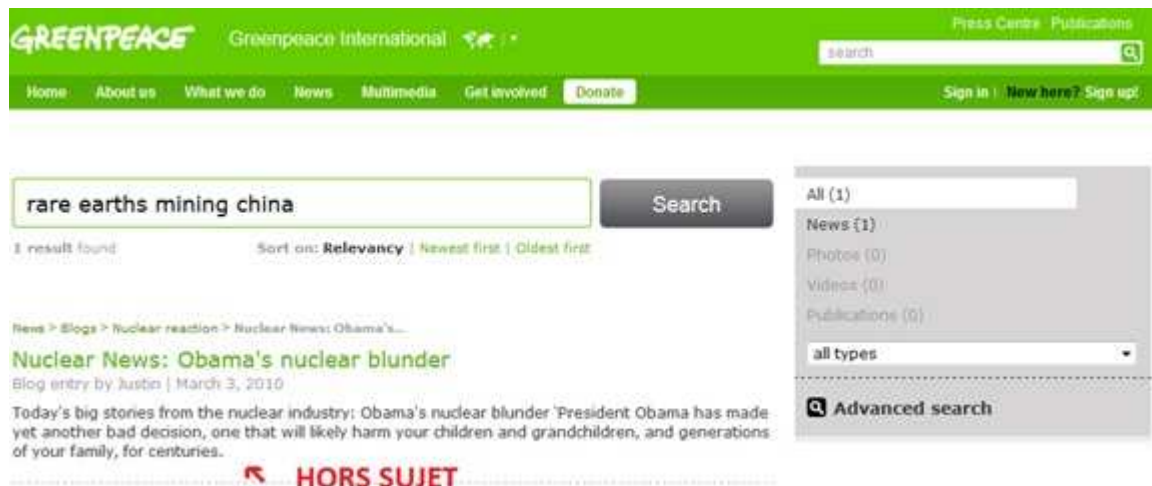 GREENPEACE Greenpeace International
Press Centre Publications
search
Home About us What we do News Multimedia Get involved Donate
Sign in | New here? Sign up!
rare earths mining china Search
1 result found Sort on: Relevancy | Newest first | Oldest first
News > Blogs > Nuclear reaction > Nuclear News: Obama's...
Nuclear News: Obama's nuclear blunder
Blog entry by Justin | March 3, 2010
Today's big stories from the nuclear industry: Obama's nuclear blunder 'President Obama has made
yet another bad decision, one that will likely harm your children and grandchildren, and generations
of your family, for centuries.
HORS SUJET
All (1)
News (1)
Photos (0)
Videos (0)
Publications (0)
all types
Advanced search